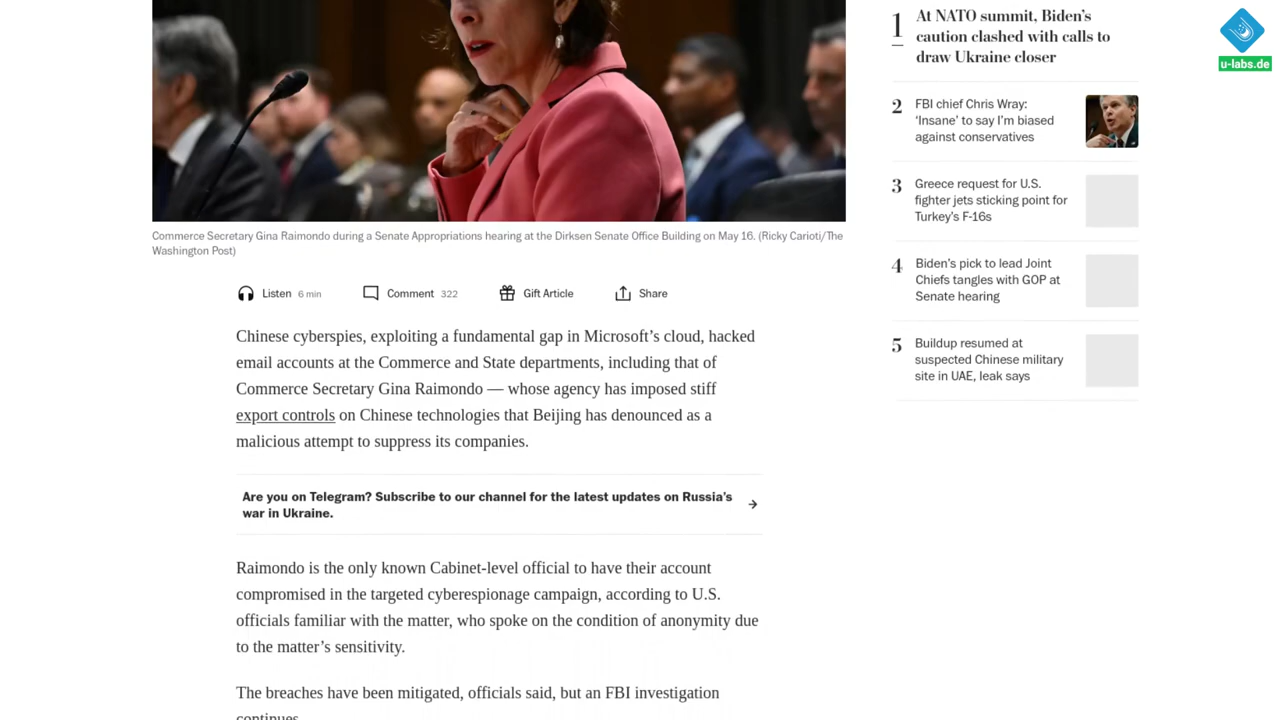 Commerce Secretary Gina Raimondo during a Senate Appropriations hearing at the Dirksen Senate Office Building on May 16. (Ricky Carioti/The
Washington Post)
Listen 6 min
Comment 322
Gift Article
Share
Chinese cyberspies, exploiting a fundamental gap in Microsoft’s cloud, hacked
email accounts at the Commerce and State departments, including that of
Commerce Secretary Gina Raimondo — whose agency has imposed stiff
export controls on Chinese technologies that Beijing has denounced as a
malicious attempt to suppress its companies.
Are you on Telegram? Subscribe to our channel for the latest updates on Russia’s
war in Ukraine.
Raimondo is the only known Cabinet-level official to have their account
compromised in the targeted cyberespionage campaign, according to U.S.
officials familiar with the matter, who spoke on the condition of anonymity due
to the matter’s sensitivity.
The breaches have been mitigated, officials said, but an FBI investigation
continues.
1
At NATO summit, Biden’s
caution clashed with calls to
draw Ukraine closer
2
FBI chief Chris Wray:
‘Insane’ to say I’m biased
against conservatives
3
Greece request for U.S.
fighter jets sticking point for
Turkey’s F-16s
4
Biden’s pick to lead Joint
Chiefs tangles with GOP at
Senate hearing
5
Buildup resumed at
suspected Chinese military
site in UAE, leak says
u-labs.de